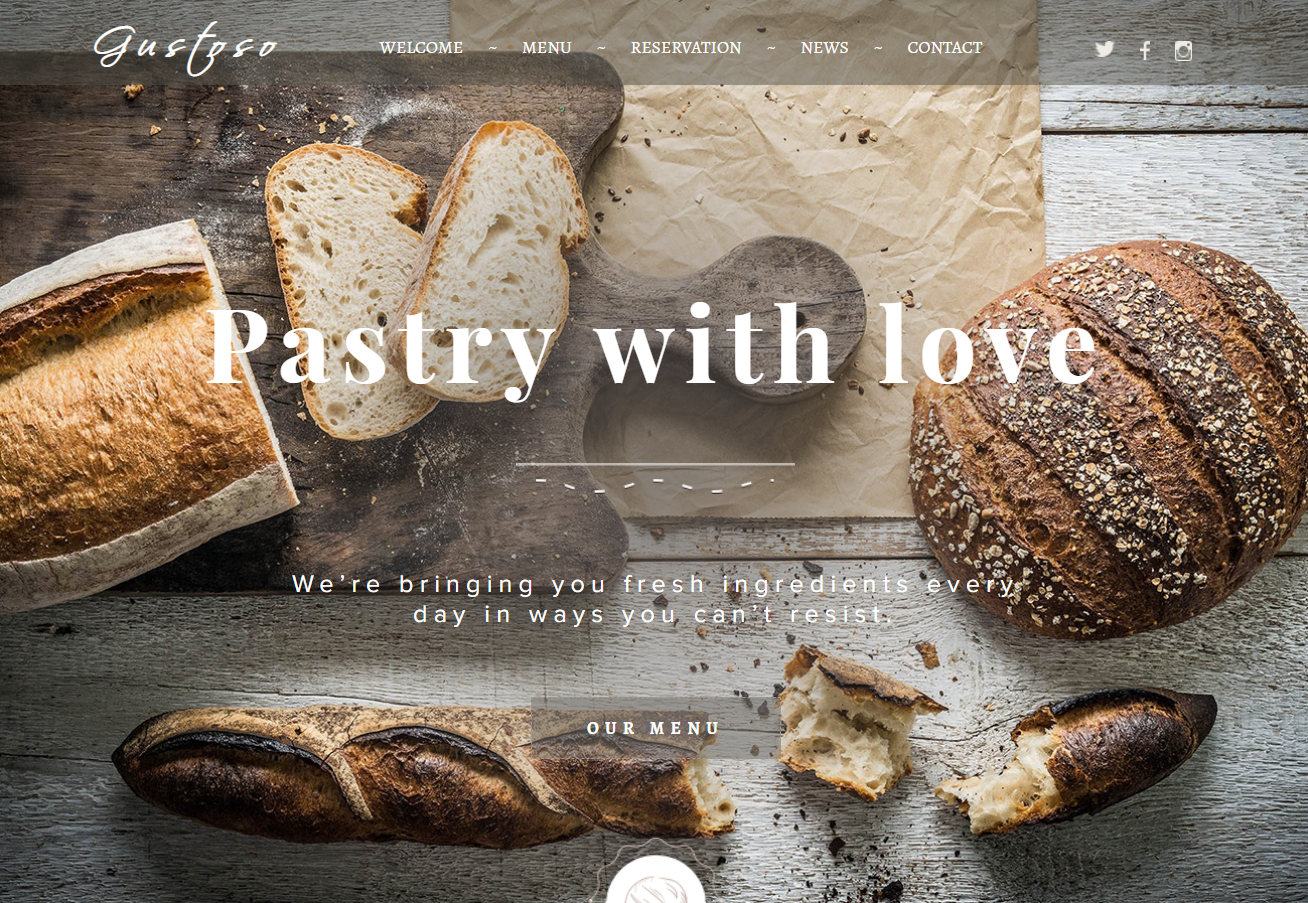 Gustoso
WELCOME ~ MENU ~ RESERVATION ~ NEWS ~ CONTACT
Pastry with love
We’re bringing you fresh ingredients every
day in ways you can’t resist.
OUR MENU